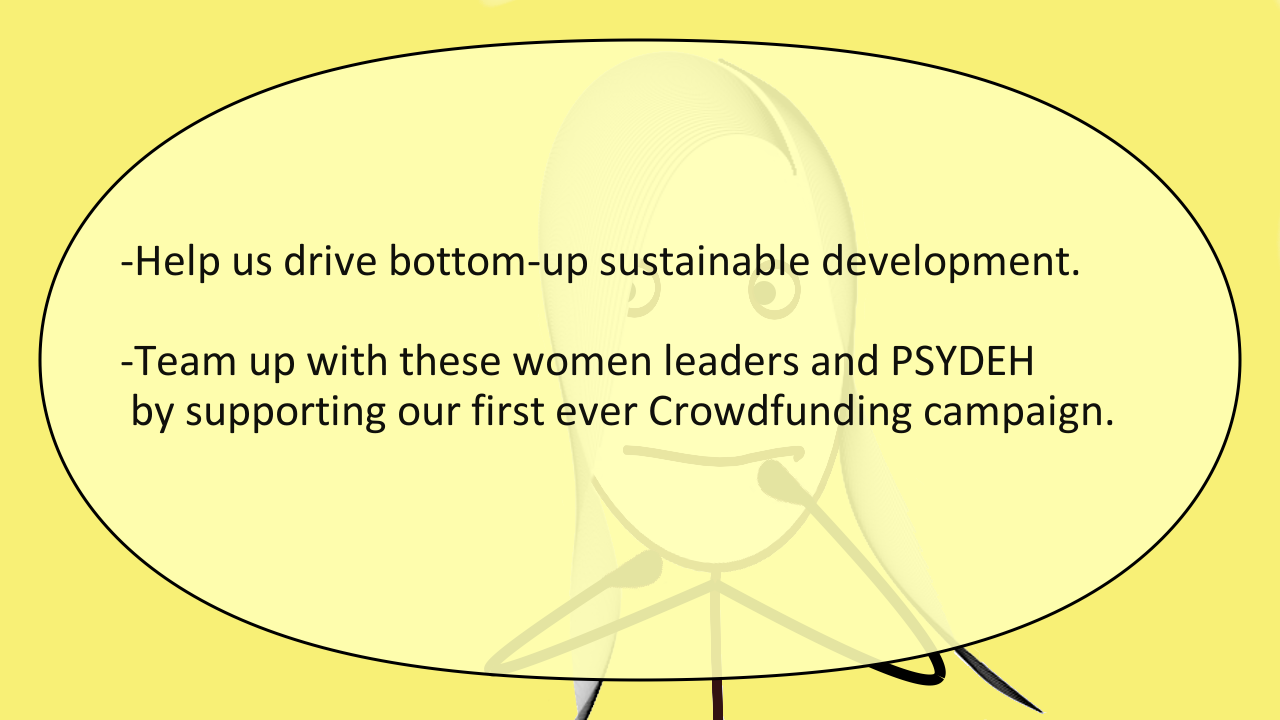 -Help us drive bottom-up sustainable development.
-Team up with these women leaders and PSYDEH
by supporting our first ever Crowdfunding campaign.